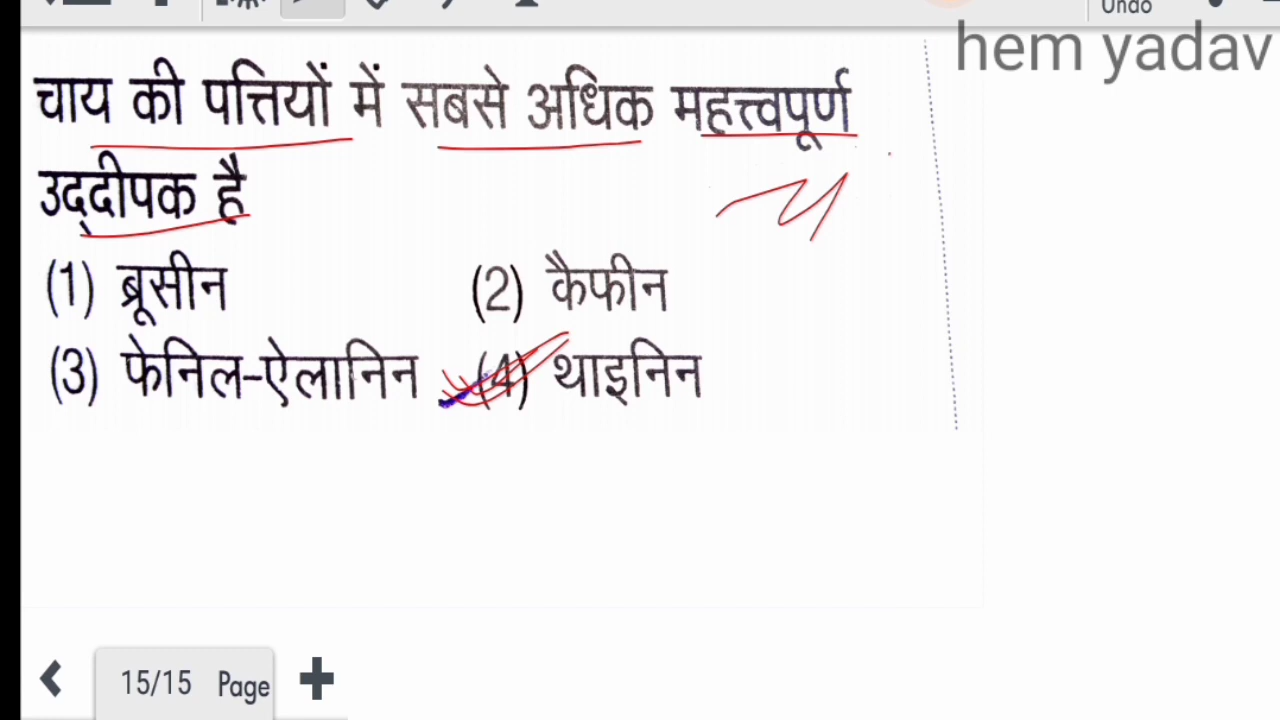 Undo
hem yadav
चाय की पत्तियों में सबसे अधिक महत्त्वपूर्ण
उद्‌दीपक है
(1) ब्रूसीन (2) कैफीन
(3) फेनिल-ऐलानिन (4) थाइनिन
15/15 Page